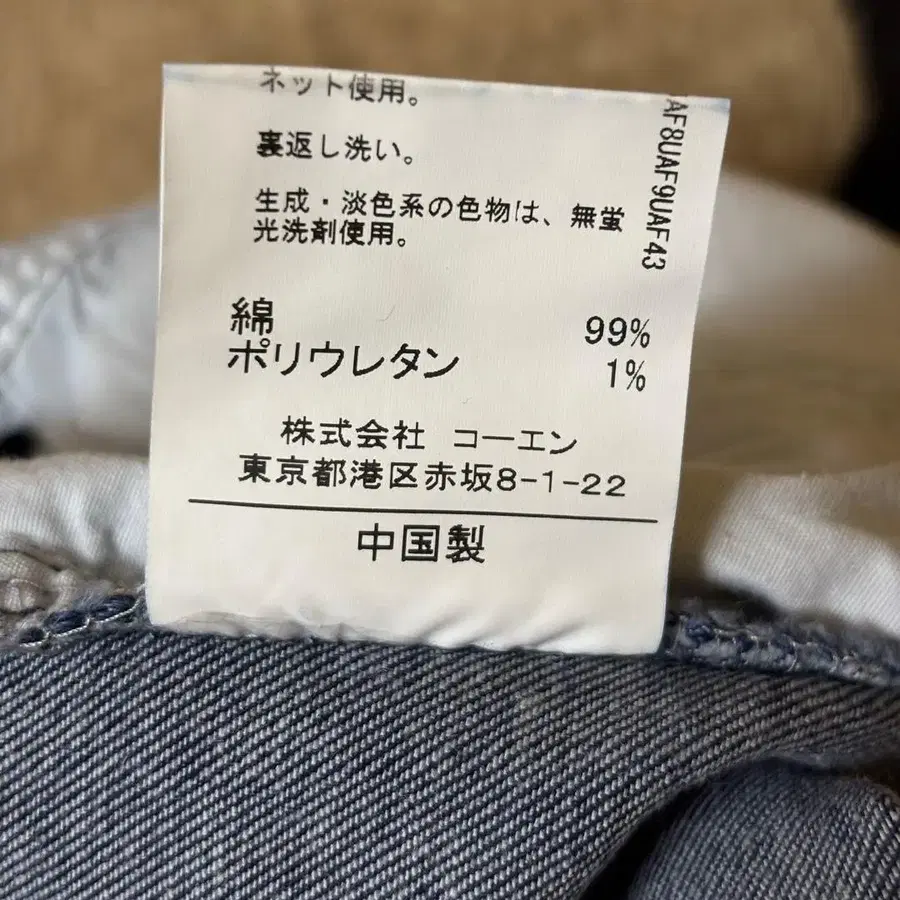 ネット使用。
裏返し洗い。
生成・淡色系の色物は、無蛍
光洗剤使用。
綿 99%
ポリウレタン 1%
株式会社 コーエン
東京都港区赤坂8-1-22
中国製
AF8UAF9UAF43